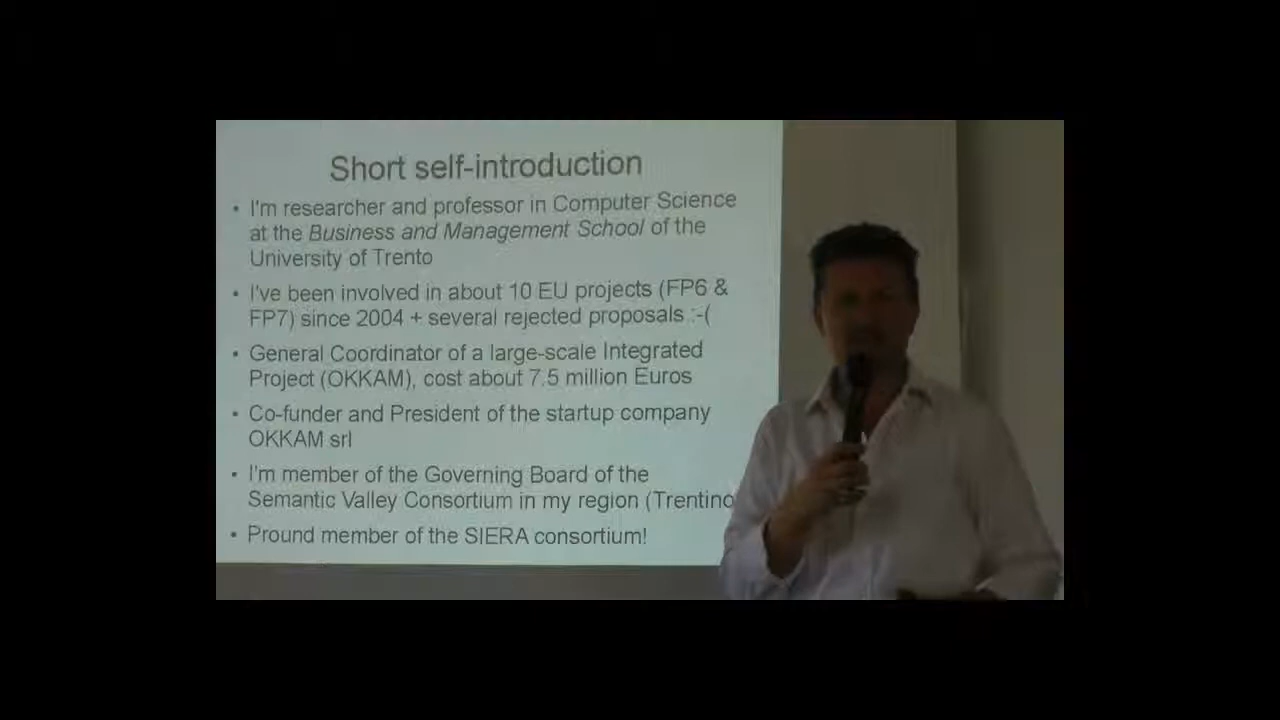 Short self-introduction
• I'm researcher and professor in Computer Science
at the Business and Management School of the
University of Trento
• I've been involved in about 10 EU projects (FP6 &
FP7) since 2004 + several rejected proposals :-(
• General Coordinator of a large-scale Integrated
Project (OKKAM), cost about 7.5 million Euros
• Co-funder and President of the startup company
OKKAM srl
• I'm member of the Governing Board of the
Semantic Valley Consortium in my region (Trentino
• Pround member of the SIERA consortium!